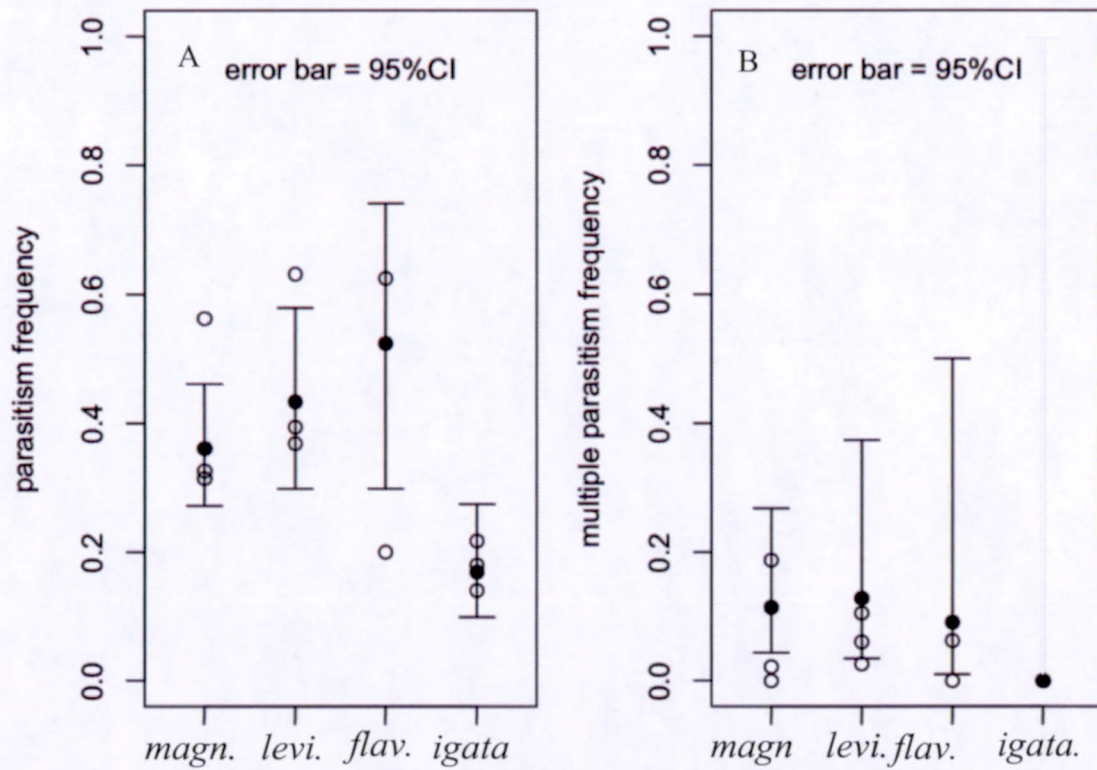 A
error bar = 95%CI
parasitism frequency
1.0
0.8
0.6
0.4
0.2
0.0
magn.
levi.
flav.
igata
B
error bar = 95%CI
multiple parasitism frequency
1.0
0.8
0.6
0.4
0.2
0.0
magn
levi.
flav.
igata.